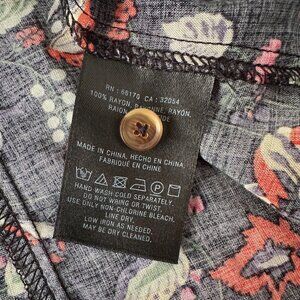 RN : 66170 CA : 32054
100% RAYON,
RAYON.
MADE IN CHINA. HECHO EN CHINA
FABRIQUÉ EN CHINE
HAND WASH COLD SEPARATELY.
DO NOT WRING OR TWIST.
USE ONLY NON-CHLORINE BLEACH.
LINE DRY.
LOW IRON AS NEEDED.
MAY BE DRY CLEANED.